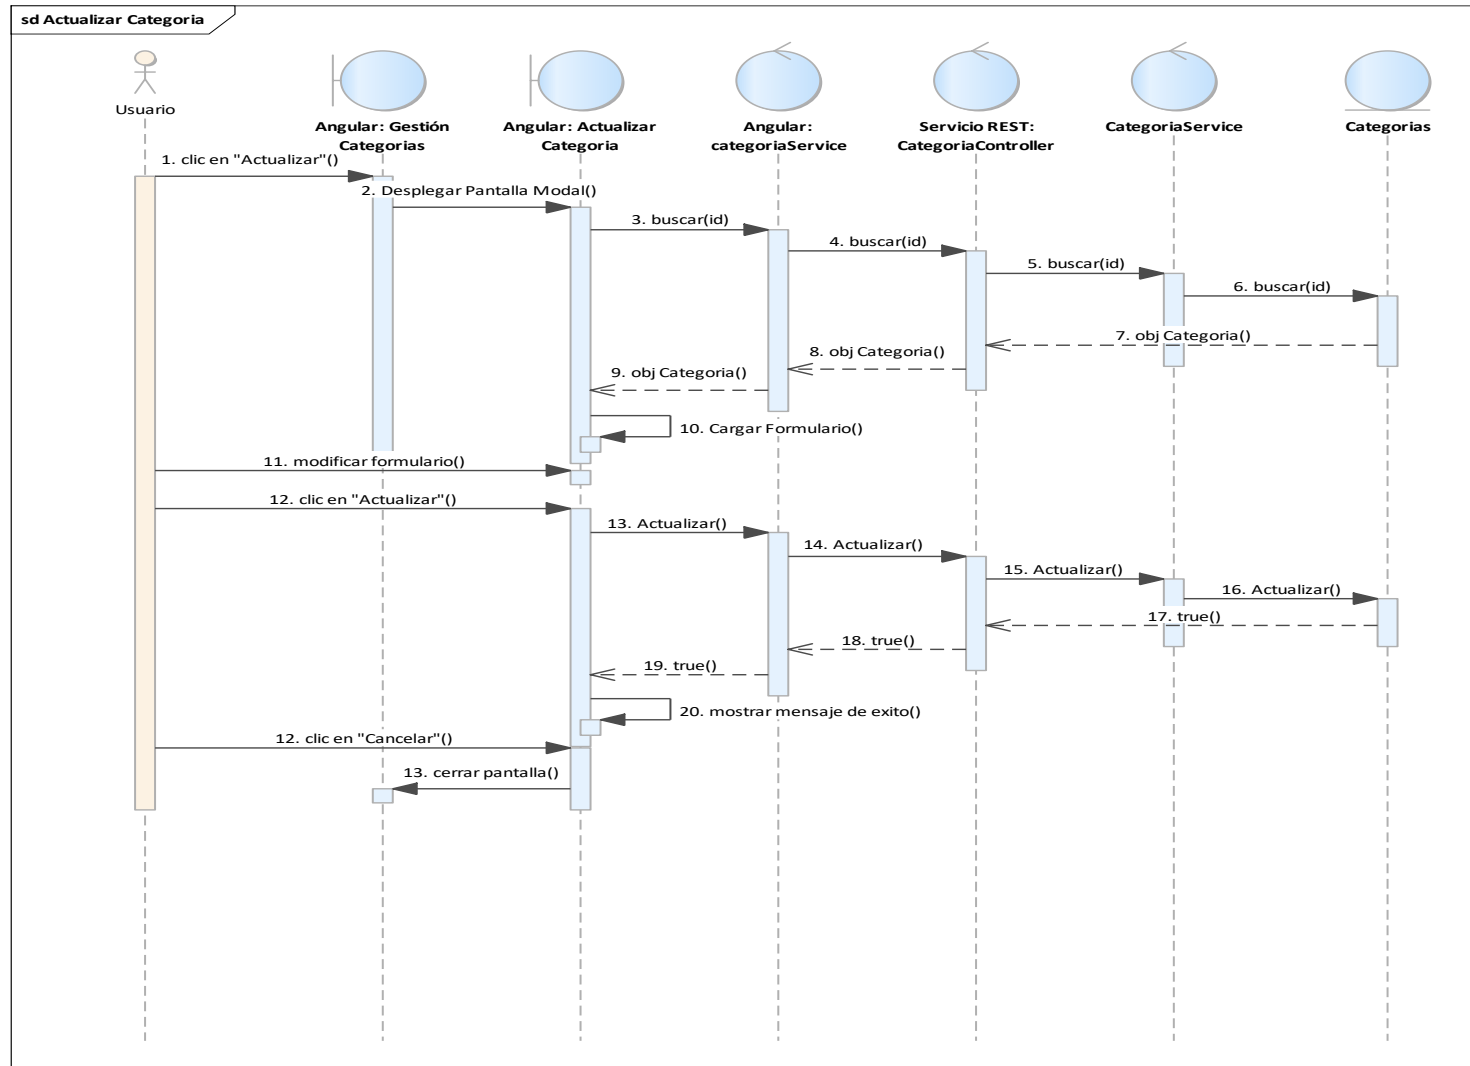 sd Actualizar Categoria
Usuario
Angular: Gestión
Categorias
Angular: Actualizar
Categoria
Angular:
categoriaService
Servicio REST:
CategoriaController
CategoriaService
Categorias
1. clic en "Actualizar"()
2. Desplegar Pantalla Modal()
3. buscar(id)
4. buscar(id)
5. buscar(id)
6. buscar(id)
7. obj Categoria()
8. obj Categoria()
9. obj Categoria()
10. Cargar Formulario()
11. modificar formulario()
12. clic en "Actualizar"()
13. Actualizar()
14. Actualizar()
15. Actualizar()
16. Actualizar()
17. true()
18. true()
19. true()
20. mostrar mensaje de exito()
12. clic en "Cancelar"()
13. cerrar pantalla()